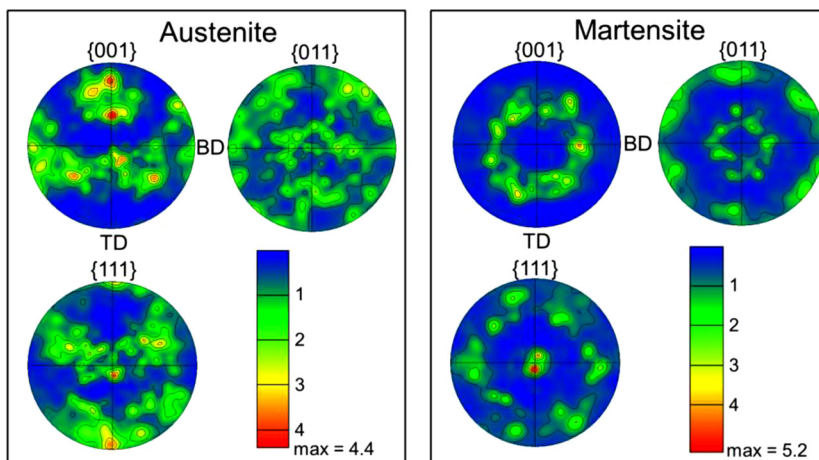 Austenite
{001}
{011}
BD
TD
{111}
1
2
3
4
max = 4.4
Martensite
{001}
{011}
BD
TD
{111}
1
2
3
4
max = 5.2